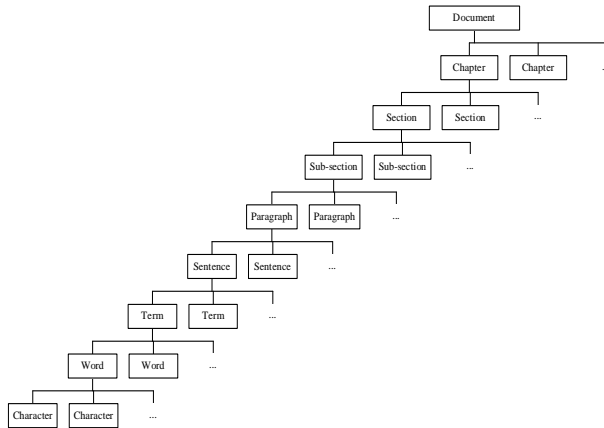 Document
Chapter Chapter ...
Section Section ...
Sub-section Sub-section ...
Paragraph Paragraph ...
Sentence Sentence ...
Term Term ...
Word Word ...
Character Character ...